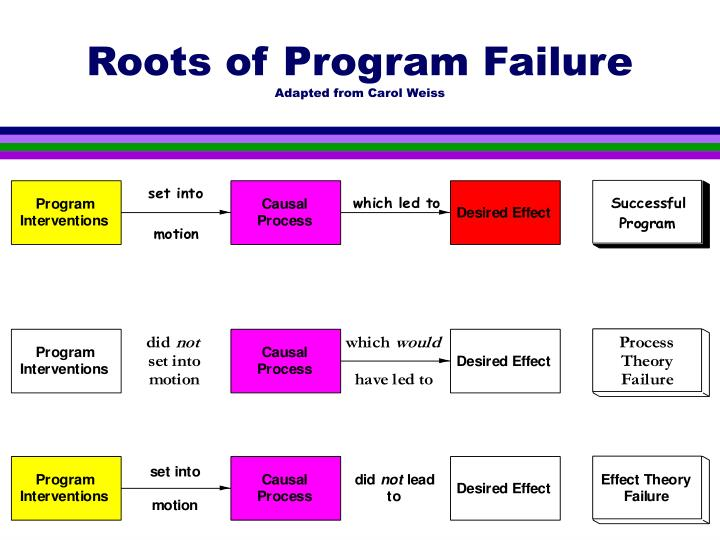 Roots of Program Failure
Adapted from Carol Weiss
Program
Interventions
set into
motion
Causal
Process
which led to
Desired Effect
Successful
Program
Program
Interventions
did not
set into
motion
Causal
Process
which would
have led to
Desired Effect
Process
Theory
Failure
Program
Interventions
set into
motion
Causal
Process
did not lead
to
Desired Effect
Effect Theory
Failure